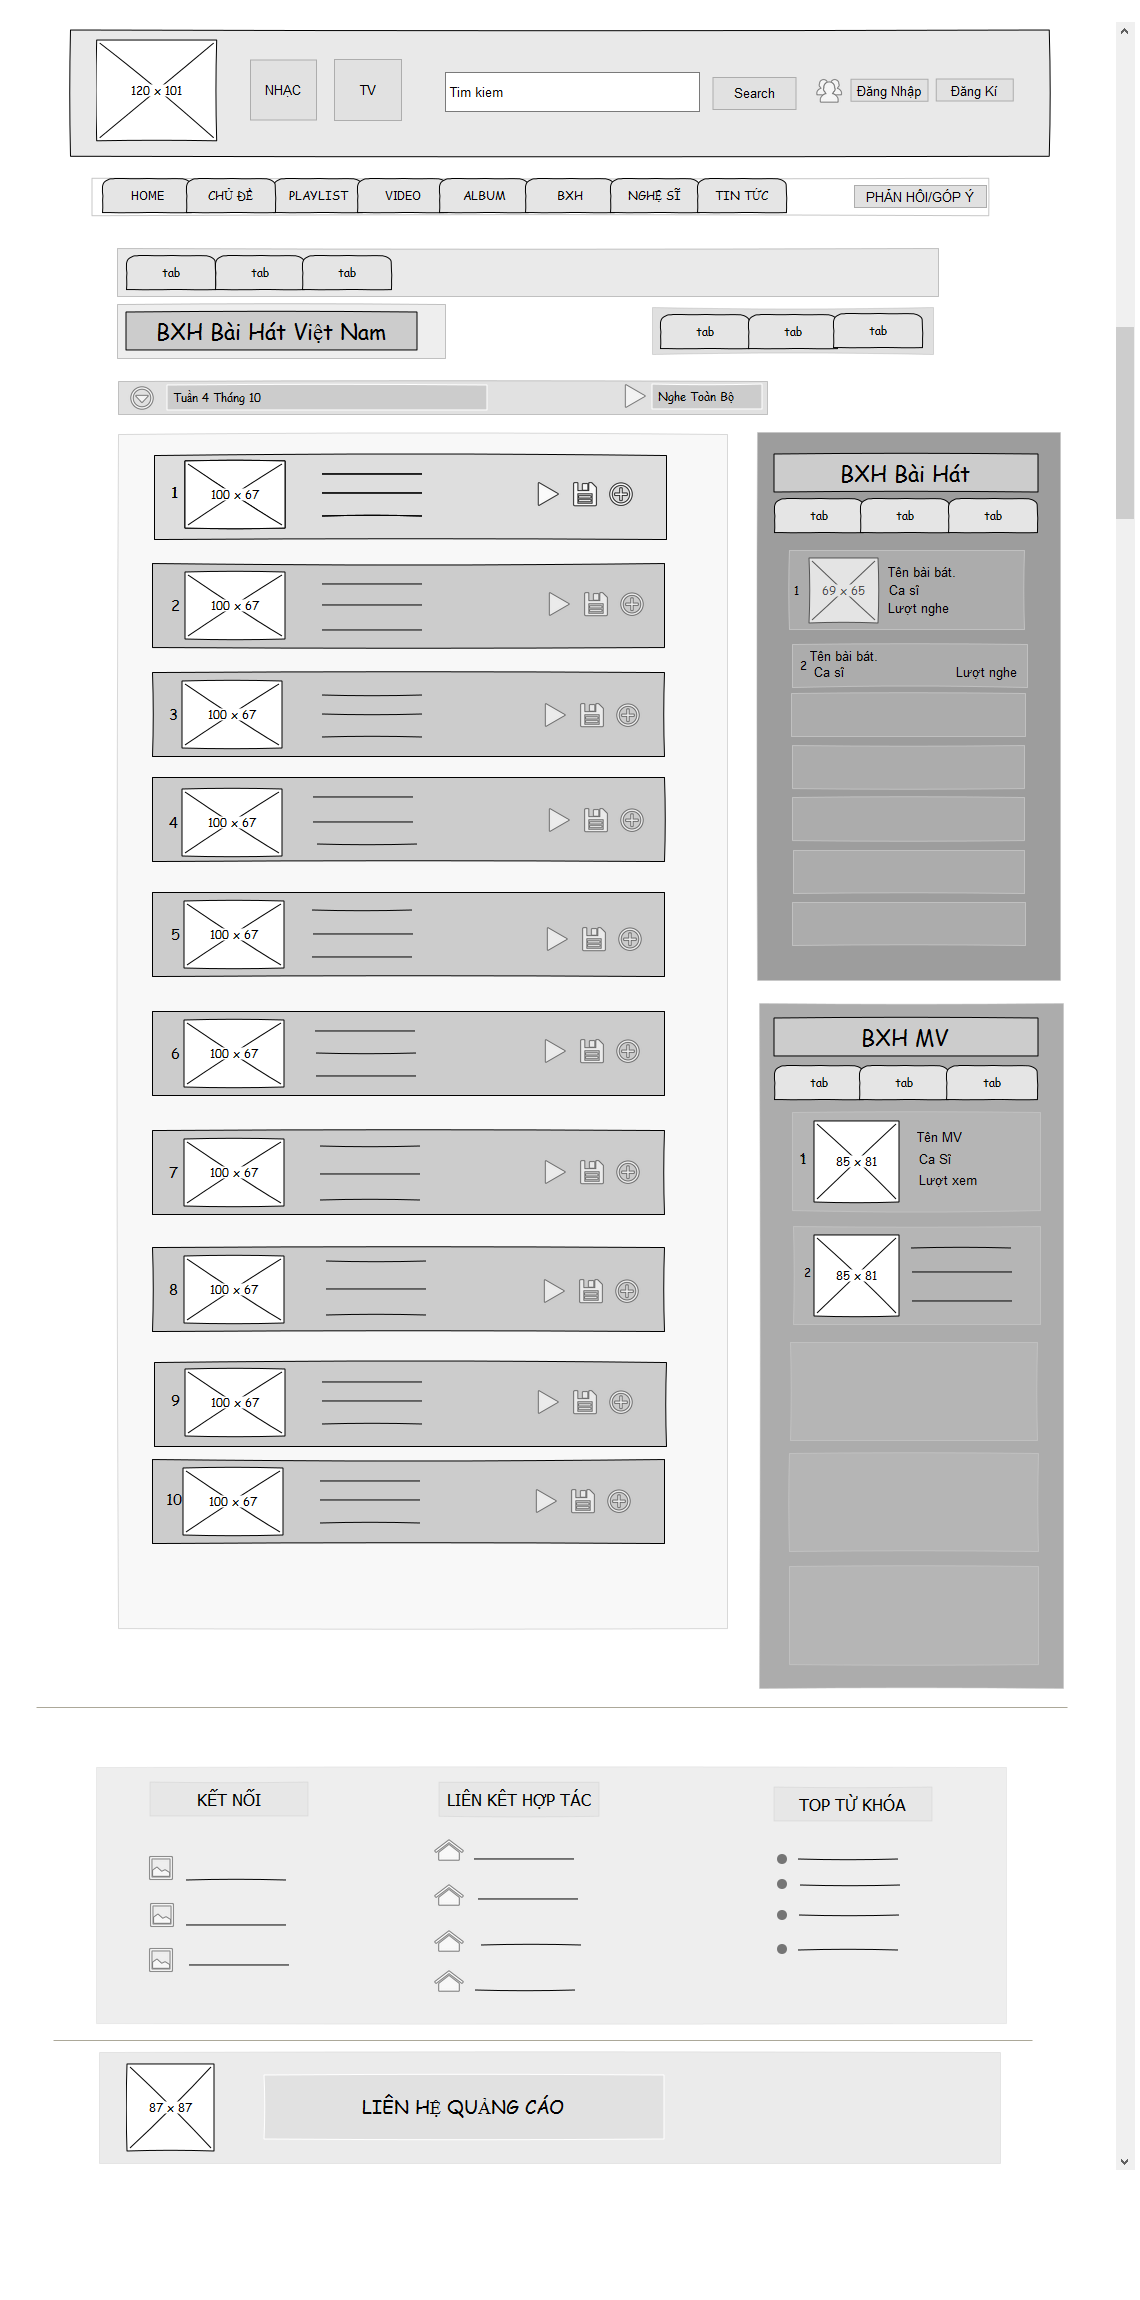 120 x 101
NHẠC
TV
Tim kiem
Search
Đăng Nhập
Đăng Kí
HOME
CHỦ ĐỀ
PLAYLIST
VIDEO
ALBUM
BXH
NGHỆ SĨ
TIN TỨC
PHẢN HỒI/GÓP Ý
tab
tab
tab
BXH Bài Hát Việt Nam
tab
tab
tab
Tuần 4 Tháng 10
Nghe Toàn Bộ
1
100 x 67
2
100 x 67
3
100 x 67
4
100 x 67
5
100 x 67
6
100 x 67
7
100 x 67
8
100 x 67
9
100 x 67
10
100 x 67
BXH Bài Hát
tab
tab
tab
1
69 x 65
Tên bài bát.
Ca sĩ
Lượt nghe
2
Tên bài bát.
Ca sĩ
Lượt nghe
BXH MV
tab
tab
tab
1
85 x 81
Tên MV
Ca Sĩ
Lượt xem
2
85 x 81
KẾT NỐI
LIÊN KẾT HỢP TÁC
TOP TỪ KHÓA
87 x 87
LIÊN HỆ QUẢNG CÁO